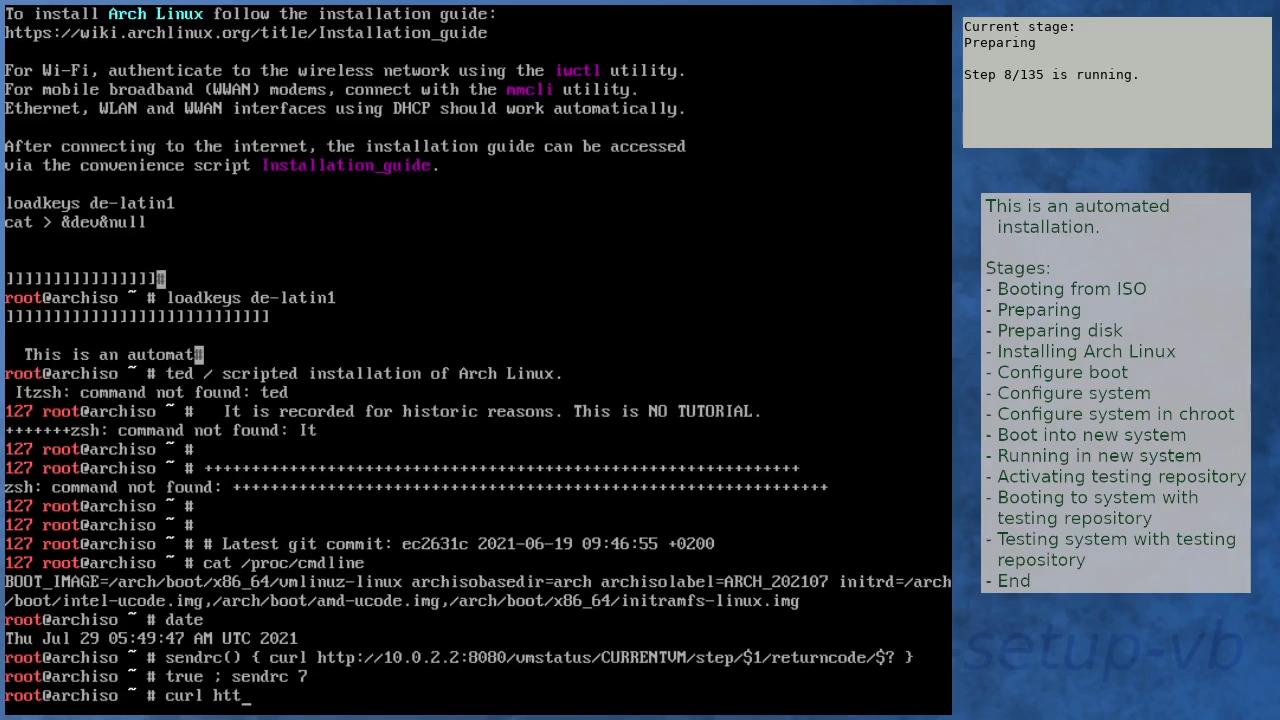 To install Arch Linux follow the installation guide:
https://wiki.archlinux.org/title/Installation_guide
For Wi-Fi, authenticate to the wireless network using the iwctl utility.
For mobile broadband (WWAN) modems, connect with the mmcli utility.
Ethernet, WLAN and WWAN interfaces using DHCP should work automatically.
After connecting to the internet, the installation guide can be accessed
via the convenience script Installation_guide.
loadkeys de-latin1
cat > &dev&null
]]]]]]]]]]]]]]]]#
root@archiso ~ # loadkeys de-latin1
]]]]]]]]]]]]]]]]]]]]]]]]]]]]
This is an automat#
root@archiso ~ # ted / scripted installation of Arch Linux.
Itzsh: command not found: ted
127 root@archiso ~ #   It is recorded for historic reasons. This is NO TUTORIAL.
+++++++zsh: command not found: It
127 root@archiso ~ #
127 root@archiso ~ # +++++++++++++++++++++++++++++++++++++++++++++++++++++++++++++++
zsh: command not found: +++++++++++++++++++++++++++++++++++++++++++++++++++++++++++++++
127 root@archiso ~ #
127 root@archiso ~ #
127 root@archiso ~ # # Latest git commit: ec2631c 2021-06-19 09:46:55 +0200
127 root@archiso ~ # cat /proc/cmdline
BOOT_IMAGE=/arch/boot/x86_64/vmlinuz-linux archisobasedir=arch archisolabel=ARCH_202107 initrd=/arch
/boot/intel-ucode.img,/arch/boot/amd-ucode.img,/arch/boot/x86_64/initramfs-linux.img
root@archiso ~ # date
Thu Jul 29 05:49:47 AM UTC 2021
root@archiso ~ # sendrc() { curl http://10.0.2.2:8080/vmstatus/CURRENTVM/step/$1/returncode/$? }
root@archiso ~ # true ; sendrc 7
root@archiso ~ # curl htt_
Current stage:
Preparing
Step 8/135 is running.
This is an automated
installation.
Stages:
- Booting from ISO
- Preparing
- Preparing disk
- Installing Arch Linux
- Configure boot
- Configure system
- Configure system in chroot
- Boot into new system
- Running in new system
- Activating testing repository
- Booting to system with
testing repository
- Testing system with testing
repository
- End
setup-vb